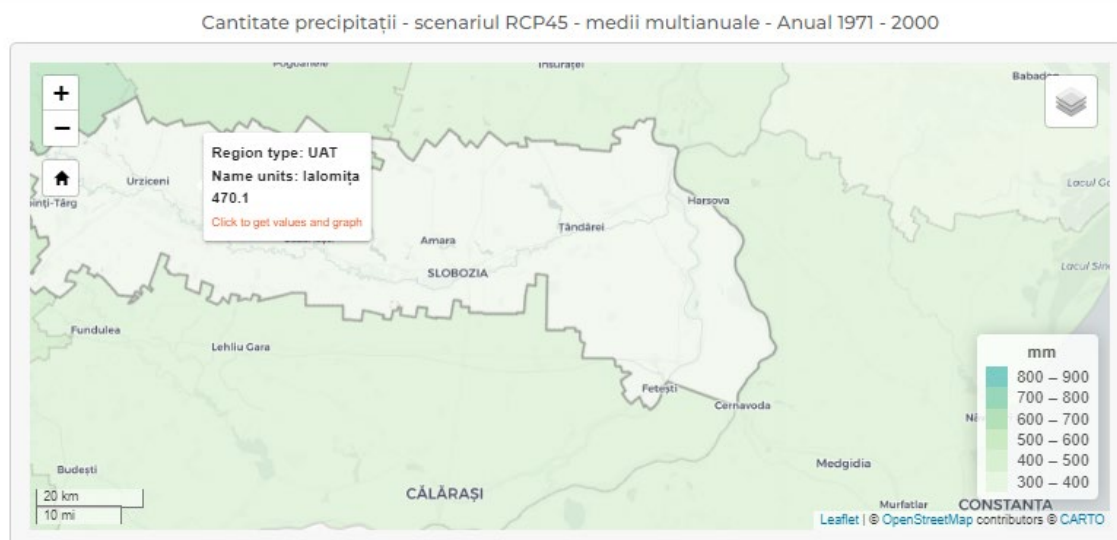 Cantitate precipitații - scenariul RCP45 - medii multianuale - Anual 1971 - 2000
Insurăței
Babadag
+
−
Region type: UAT
Name units: Ialomița
470.1
Click to get values and graph
Urziceni
Lacul
Hârsova
Țăndărei
Amara
SLOBOZIA
Lacul
Fundulea
Lehliu Gara
Fetești
Cernavoda
Budești
CĂLĂRAȘI
Medgidia
Murfatlar
CONSTANȚA
mm
800 – 900
700 – 800
600 – 700
500 – 600
400 – 500
300 – 400
20 km
10 mi
Leaflet | © OpenStreetMap contributors © CARTO